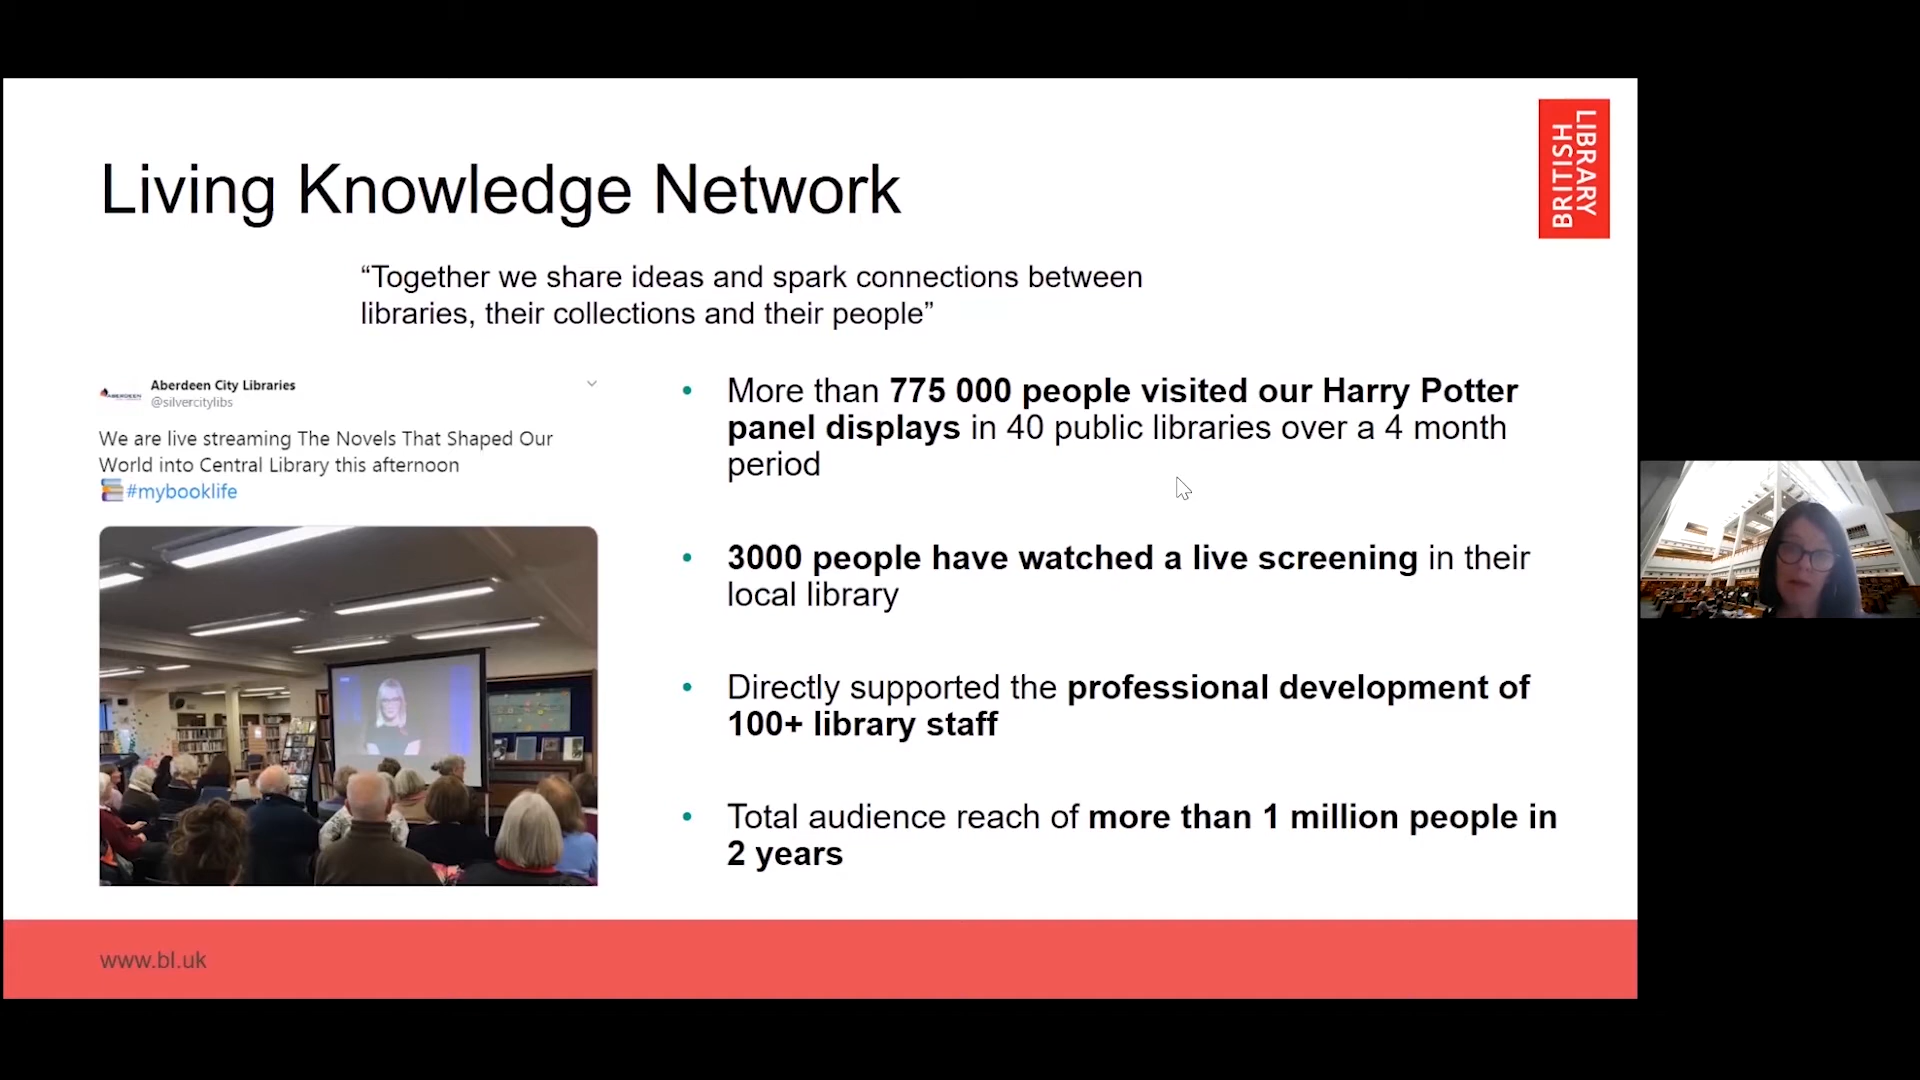 LIBRARY
BRITISH
Living Knowledge Network
“Together we share ideas and spark connections between
libraries, their collections and their people”
Aberdeen City Libraries
@silvercitylibs
We are live streaming The Novels That Shaped Our
World into Central Library this afternoon
#mybooklife
• More than 775 000 people visited our Harry Potter
panel displays in 40 public libraries over a 4 month
period
• 3000 people have watched a live screening in their
local library
• Directly supported the professional development of
100+ library staff
• Total audience reach of more than 1 million people in
2 years
www.bl.uk